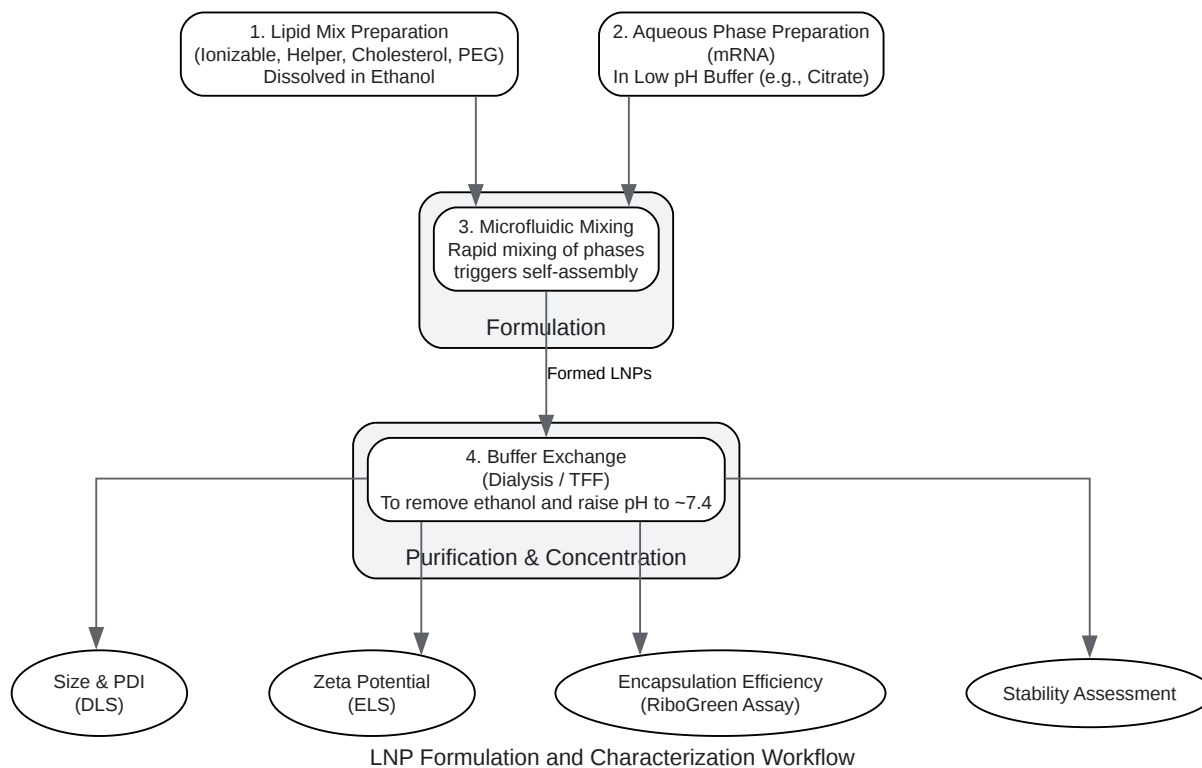 1. Lipid Mix Preparation
(Ionizable, Helper, Cholesterol, PEG)
Dissolved in Ethanol
2. Aqueous Phase Preparation
(mRNA)
In Low pH Buffer (e.g., Citrate)
3. Microfluidic Mixing
Rapid mixing of phases
triggers self-assembly
Formulation
Formed LNPs
4. Buffer Exchange
(Dialysis / TFF)
To remove ethanol and raise pH to ~7.4
Purification & Concentration
Size & PDI
(DLS)
Zeta Potential
(ELS)
Encapsulation Efficiency
(RiboGreen Assay)
Stability Assessment
LNP Formulation and Characterization Workflow